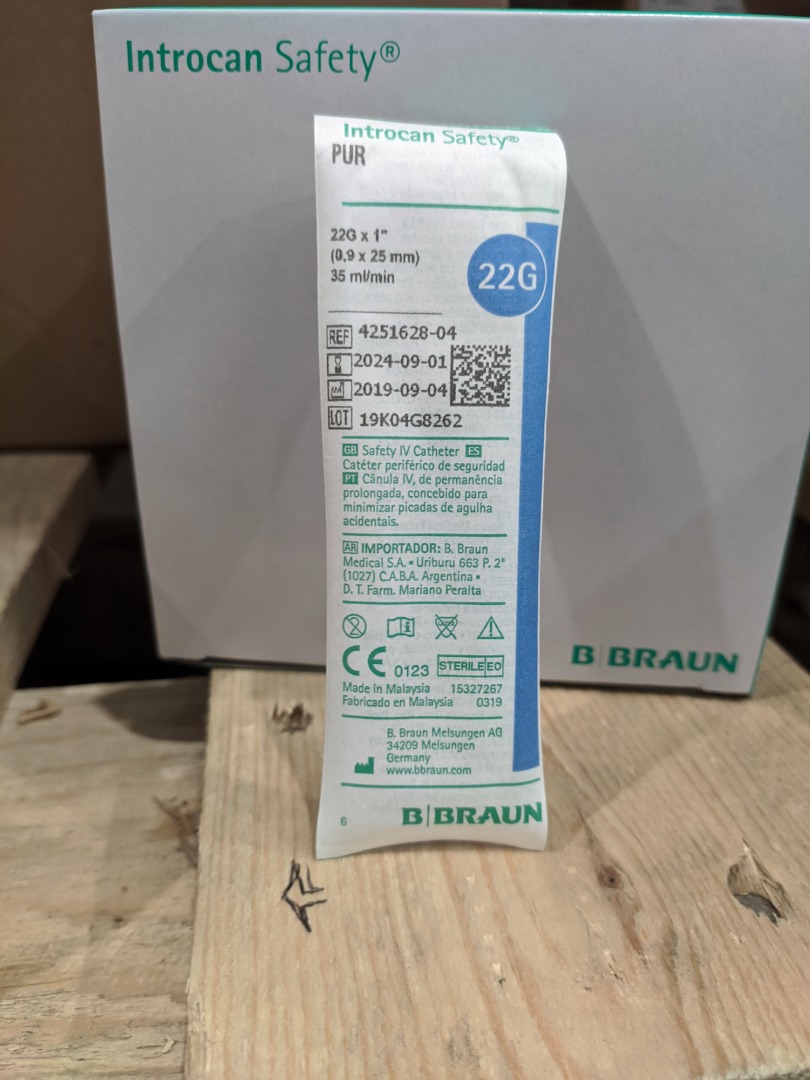 Introcan Safety®
Introcan Safety®
PUR
22G x 1"
(0,9 x 25 mm)
35 ml/min
22G
REF 4251628-04
2024-09-01
2019-09-04
LOT 19K04G8262
GB Safety IV Catheter ES
Catéter periférico de seguridad
PT Cânula IV, de permanência
prolongada, concebido para
minimizar picadas de agulha
acidentais.
AR IMPORTADOR: B. Braun
Medical S.A. • Uriburu 663 P. 2°
(1027) C.A.B.A. Argentina •
D. T. Farm. Mariano Peralta
2
CE 0123 STERILE EO
Made in Malaysia 15327267
Fabricado en Malaysia 0319
B. Braun Melsungen AG
34209 Melsungen
Germany
www.bbraun.com
6 B|BRAUN
B|BRAUN